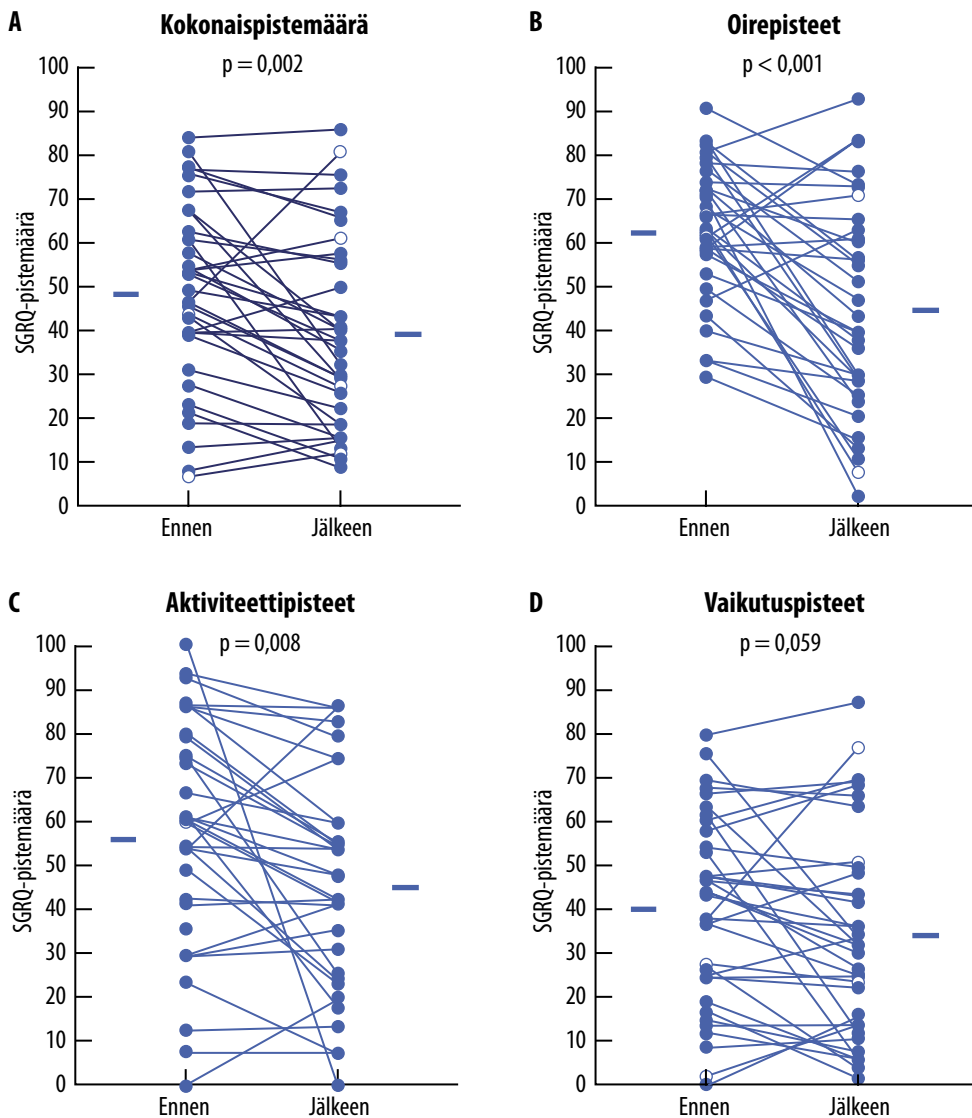 A Kokonaispistemäärä
p = 0,002
SGRQ-pistemäärä
100
90
80
70
60
50
40
30
20
10
0
Ennen Jälkeen
B Oirepisteet
p < 0,001
SGRQ-pistemäärä
100
90
80
70
60
50
40
30
20
10
0
Ennen Jälkeen
C Aktiviteettipisteet
p = 0,008
SGRQ-pistemäärä
100
90
80
70
60
50
40
30
20
10
0
Ennen Jälkeen
D Vaikutuspisteet
p = 0,059
SGRQ-pistemäärä
100
90
80
70
60
50
40
30
20
10
0
Ennen Jälkeen